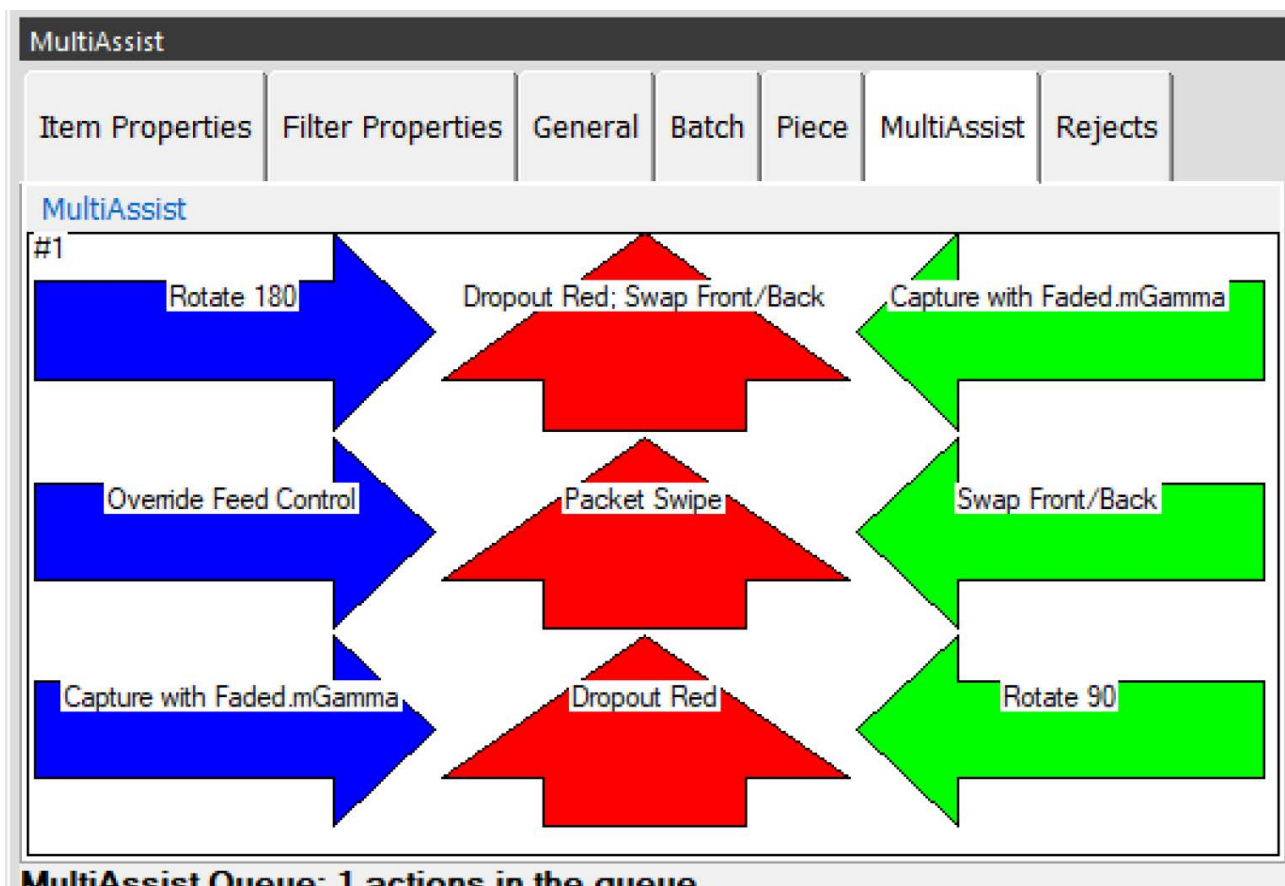 MultiAssist
Item Properties Filter Properties General Batch Piece MultiAssist Rejects
MultiAssist
#1
Rotate 180 Dropout Red; Swap Front/Back Capture with Faded.mGamma
Override Feed Control Packet Swipe Swap Front/Back
Capture with Faded.mGamma Dropout Red Rotate 90
MultiAssist Queue: 1 actions in the queue